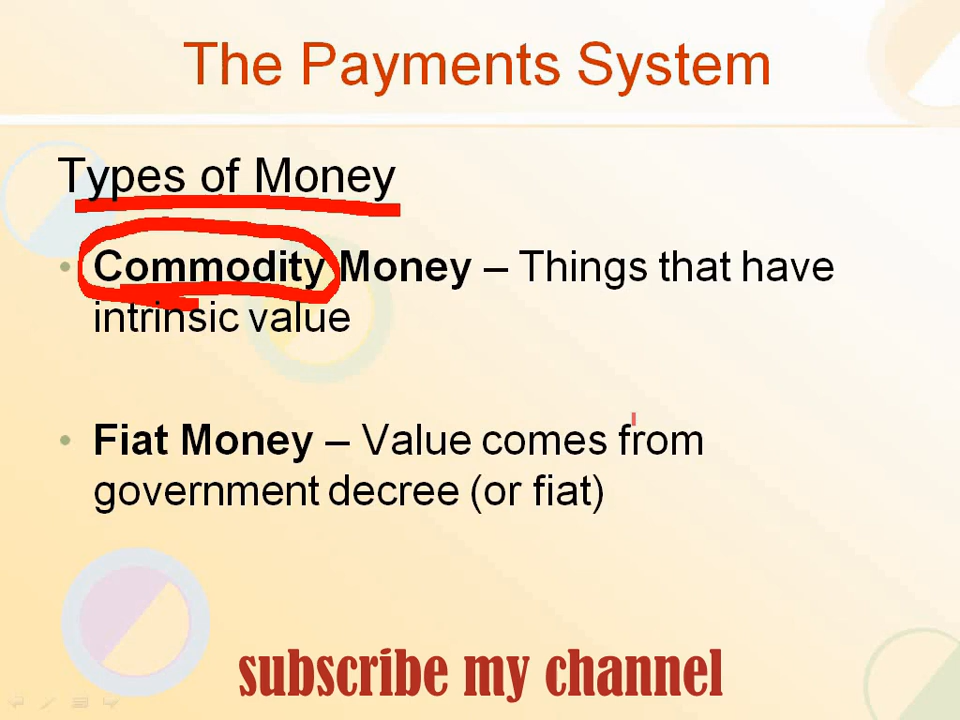 The Payments System
Types of Money
• Commodity Money – Things that have
intrinsic value
• Fiat Money – Value comes from
government decree (or fiat)
subscribe my channel